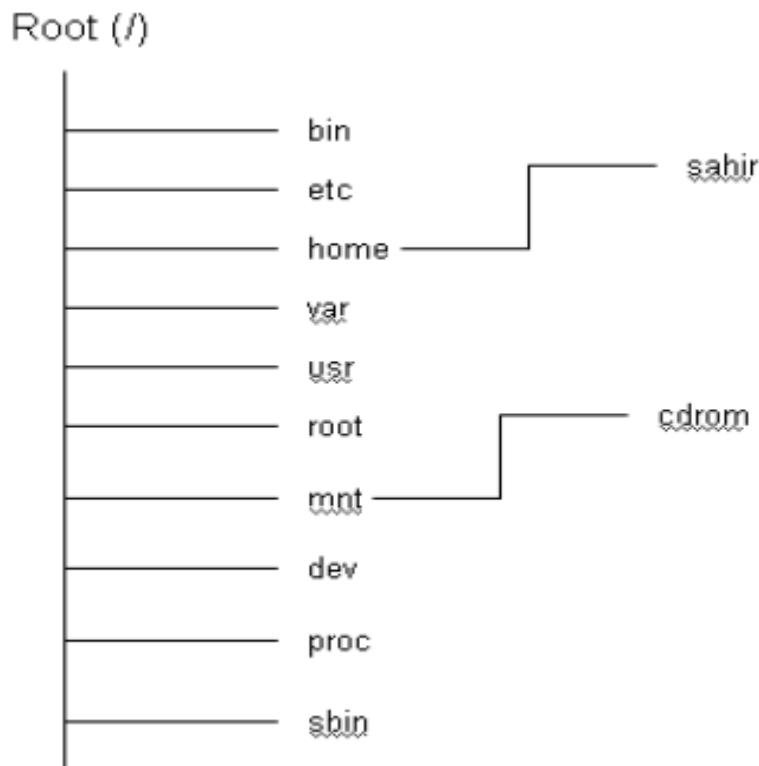 Root (/)
bin
sahir
etc
home
var
usr
cdrom
root
mnt
dev
proc
sbin